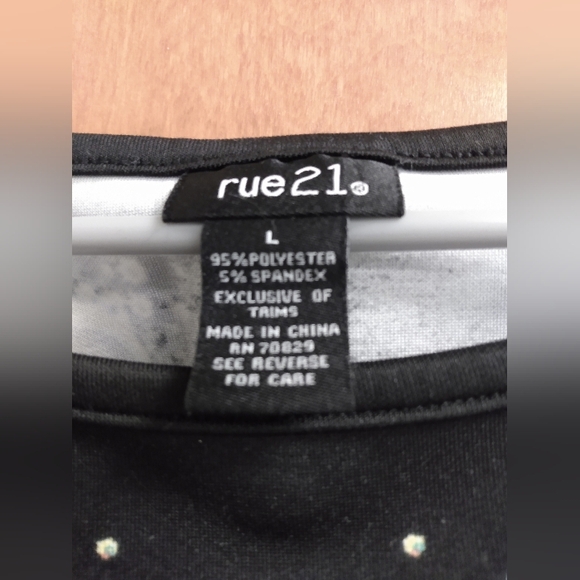 rue21®
L
95%POLYESTER
5% SPANDEX
EXCLUSIVE OF
TRIMS
MADE IN CHINA
RN 70829
SEE REVERSE
FOR CARE